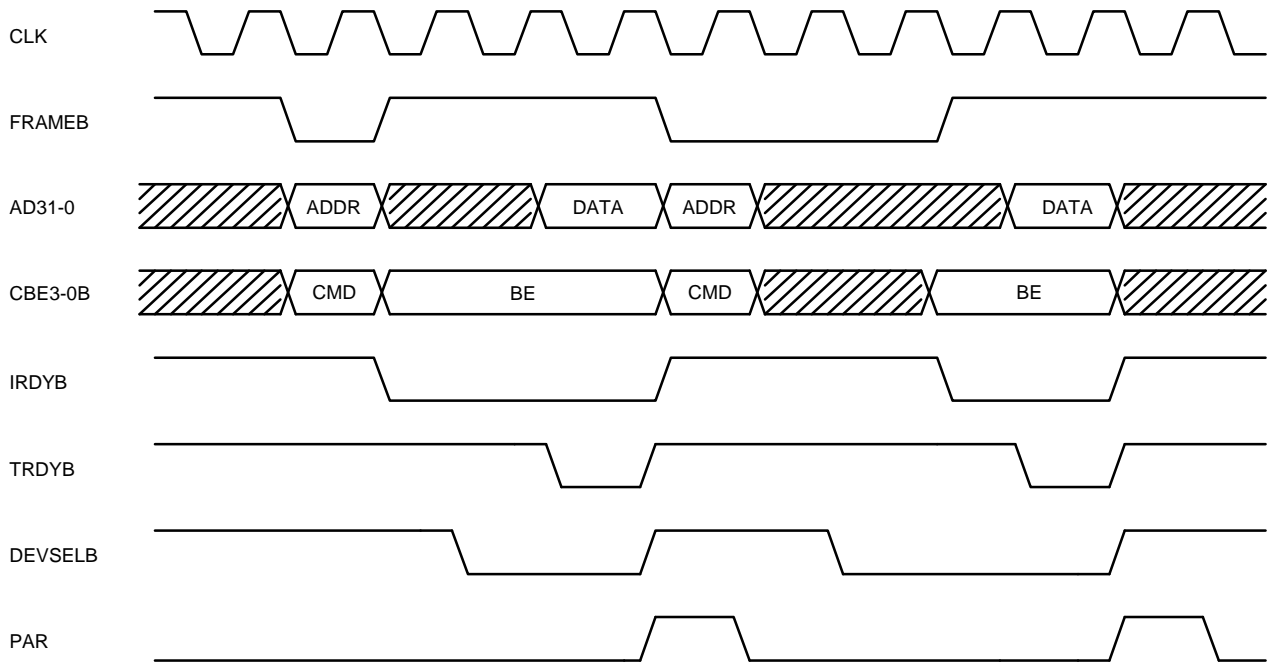 CLK
FRAMEB
AD31-0 ADDR DATA ADDR DATA
CBE3-0B CMD BE CMD BE
IRDYB
TRDYB
DEVSELB
PAR